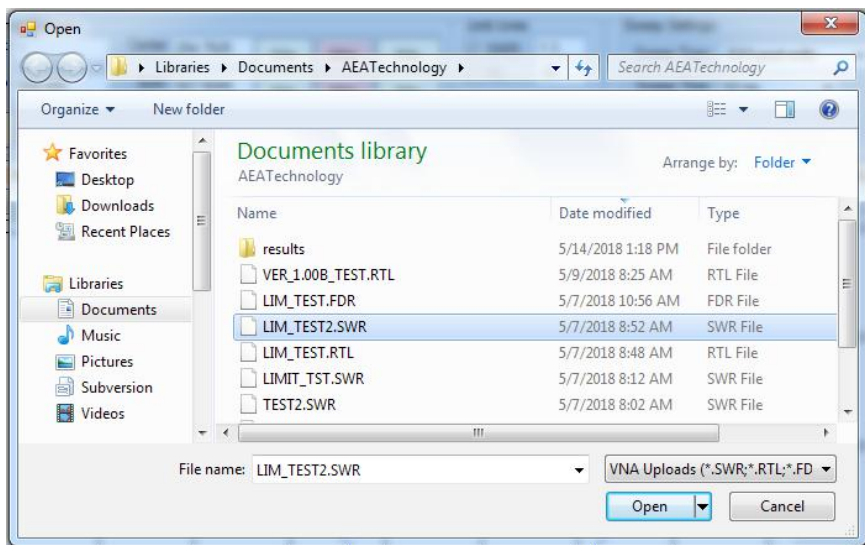 Open
Libraries Documents AEATechnology
Search AEATechnology
Organize New folder
Favorites
Desktop
Downloads
Recent Places
Libraries
Documents
Music
Pictures
Subversion
Videos
Documents library
AEATechnology
Arrange by: Folder
Name Date modified Type
results 5/14/2018 1:18 PM File folder
VER_1.00B_TEST.RTL 5/9/2018 8:25 AM RTL File
LIM_TEST.FDR 5/7/2018 10:56 AM FDR File
LIM_TEST2.SWR 5/7/2018 8:52 AM SWR File
LIM_TEST.RTL 5/7/2018 8:48 AM RTL File
LIMIT_TST.SWR 5/7/2018 8:12 AM SWR File
TEST2.SWR 5/7/2018 8:02 AM SWR File
File name: LIM_TEST2.SWR
VNA Uploads (*.SWR;*.RTL;*.FD
Open Cancel